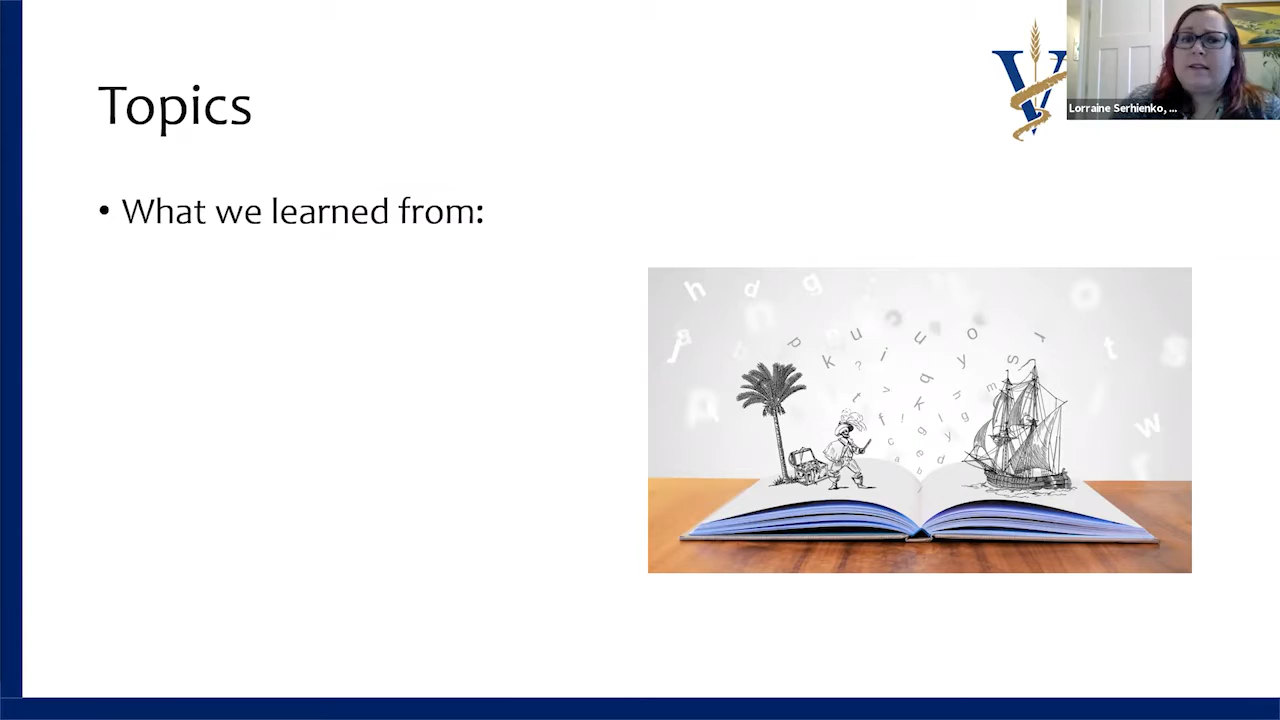 Topics
• What we learned from:
V
Lorraine Serhienko, ...